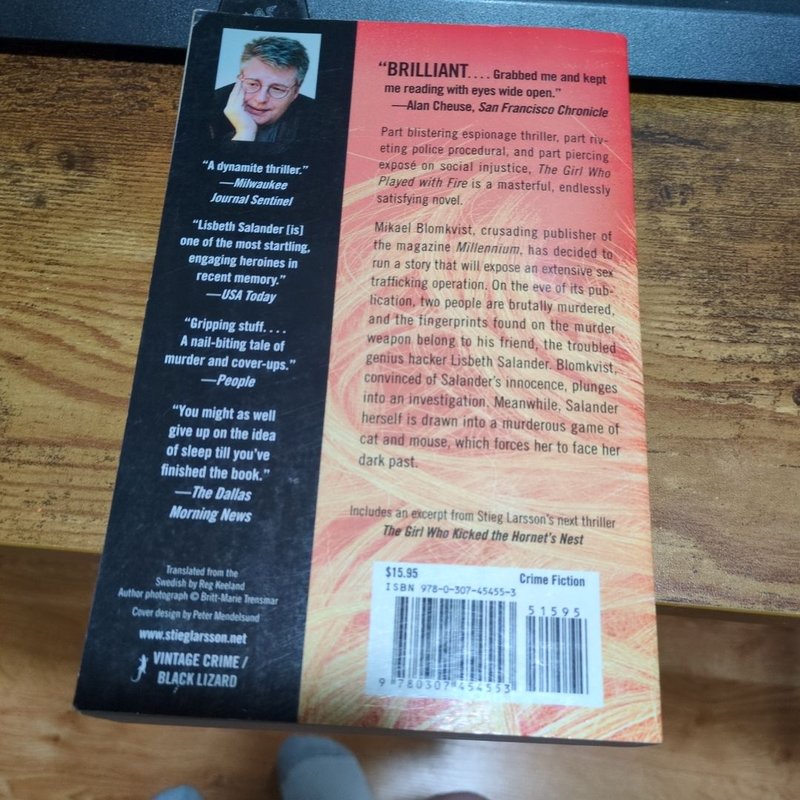 "A dynamite thriller."
—Milwaukee
Journal Sentinel
"Lisbeth Salander [is]
one of the most startling,
engaging heroines in
recent memory."
—USA Today
"Gripping stuff. . . .
A nail-biting tale of
murder and cover-ups."
—People
"You might as well
give up on the idea
of sleep till you've
finished the book."
—The Dallas
Morning News
Translated from the
Swedish by Reg Keeland
Author photograph © Britt-Marie Trensmar
Cover design by Peter Mendelsund
www.stieglarsson.net
VINTAGE CRIME/
BLACK LIZARD
"BRILLIANT. . . . Grabbed me and kept
me reading with eyes wide open."
—Alan Cheuse, San Francisco Chronicle
Part blistering espionage thriller, part riv-
eting police procedural, and part piercing
exposé on social injustice, The Girl Who
Played with Fire is a masterful, endlessly
satisfying novel.
Mikael Blomkvist, crusading publisher of
the magazine Millennium, has decided to
run a story that will expose an extensive sex
trafficking operation. On the eve of its pub-
lication, two people are brutally murdered,
and the fingerprints found on the murder
weapon belong to his friend, the troubled
genius hacker Lisbeth Salander. Blomkvist,
convinced of Salander's innocence, plunges
into an investigation. Meanwhile, Salander
herself is drawn into a murderous game of
cat and mouse, which forces her to face her
dark past.
Includes an excerpt from Stieg Larsson's next thriller
The Girl Who Kicked the Hornet's Nest
$15.95 Crime Fiction
ISBN 978-0-307-45455-3
51595
9 780307 454553